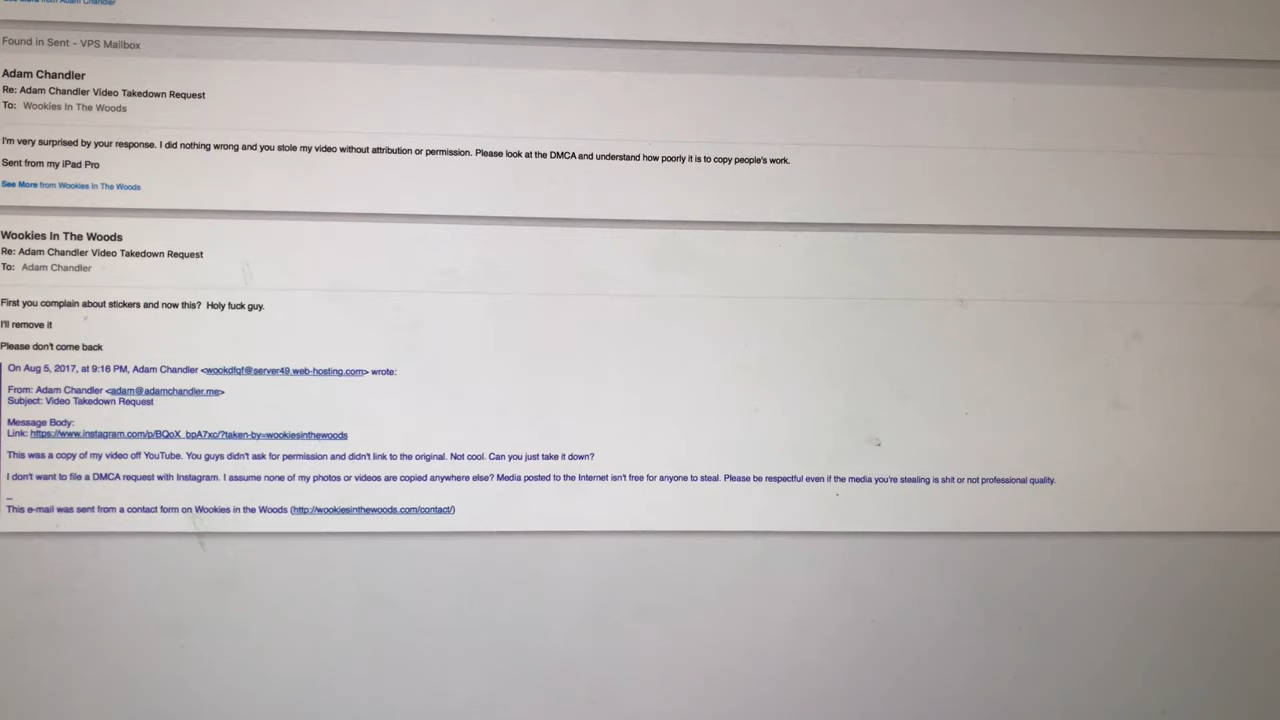 See More from Adam Chandler
Found in Sent - VPS Mailbox
Adam Chandler
Re: Adam Chandler Video Takedown Request
To: Wookies In The Woods
I'm very surprised by your response. I did nothing wrong and you stole my video without attribution or permission. Please look at the DMCA and understand how poorly it is to copy people's work.
Sent from my iPad Pro
See More from Wookies In The Woods
Wookies In The Woods
Re: Adam Chandler Video Takedown Request
To: Adam Chandler
First you complain about stickers and now this? Holy fuck guy.
I'll remove it
Please don't come back
On Aug 5, 2017, at 9:16 PM, Adam Chandler <wookdfqf@server49.web-hosting.com> wrote:
From: Adam Chandler <adam@adamchandler.me>
Subject: Video Takedown Request
Message Body:
Link: https://www.instagram.com/p/BQoX_bpA7xo/?taken-by=wookiesinthewoods
This was a copy of my video off YouTube. You guys didn't ask for permission and didn't link to the original. Not cool. Can you just take it down?
I don't want to file a DMCA request with Instagram. I assume none of my photos or videos are copied anywhere else? Media posted to the Internet isn't free for anyone to steal. Please be respectful even if the media you're stealing is shit or not professional quality.
--
This e-mail was sent from a contact form on Wookies in the Woods (http://wookiesinthewoods.com/contact/)